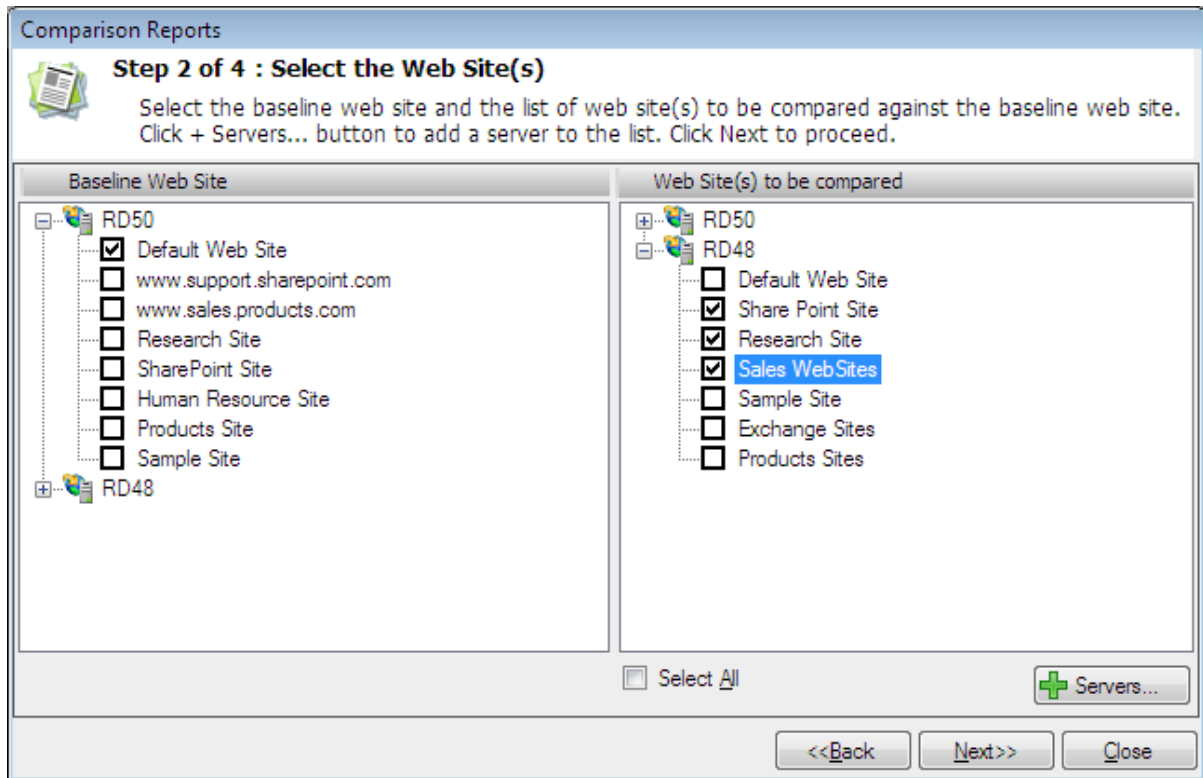 Comparison Reports
Step 2 of 4 : Select the Web Site(s)
Select the baseline web site and the list of web site(s) to be compared against the baseline web site.
Click + Servers... button to add a server to the list. Click Next to proceed.
Baseline Web Site
RD50
Default Web Site
www.support.sharepoint.com
www.sales.products.com
Research Site
SharePoint Site
Human Resource Site
Products Site
Sample Site
RD48
Web Site(s) to be compared
RD50
RD48
Default Web Site
Share Point Site
Research Site
Sales WebSites
Sample Site
Exchange Sites
Products Sites
Select All
Servers...
<<Back
Next>>
Close